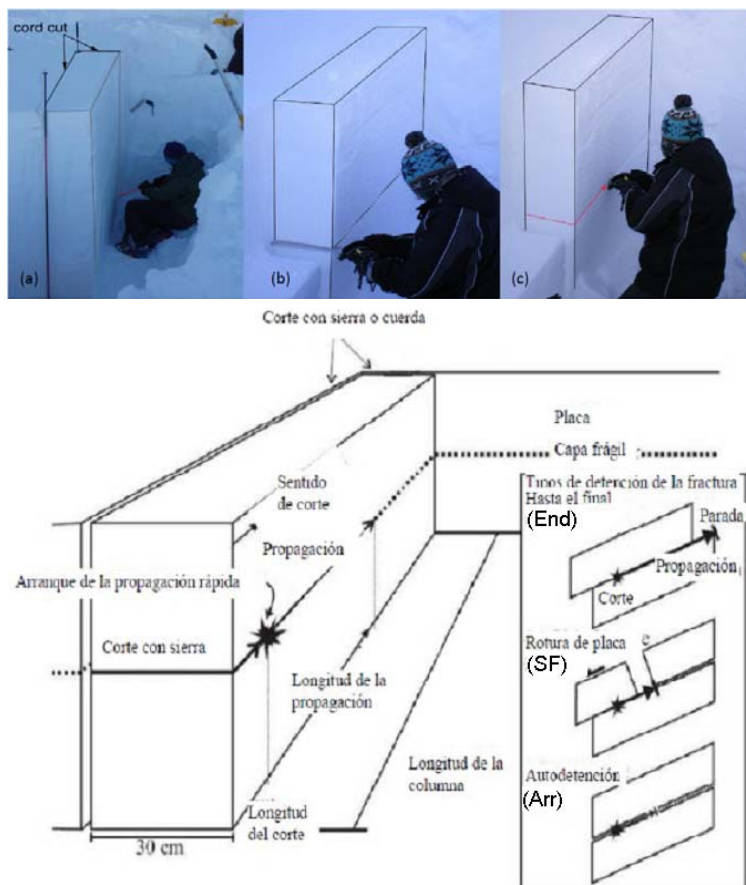 cord cut
(a)
(b)
(c)
Corte con sierra o cuerda
Placa
Capa frágil
Sentido
de corte
Propagación
Arranque de la propagación rápida
Corte con sierra
Longitud de la
propagación
Longitud de la
columna
Longitud
del corte
30 cm
Tipos de detención de la fractura
Hasta el final
(End)
Parada
Propagación
Corte
Rotura de placa
(SF)
e
Autodetención
(Arr)